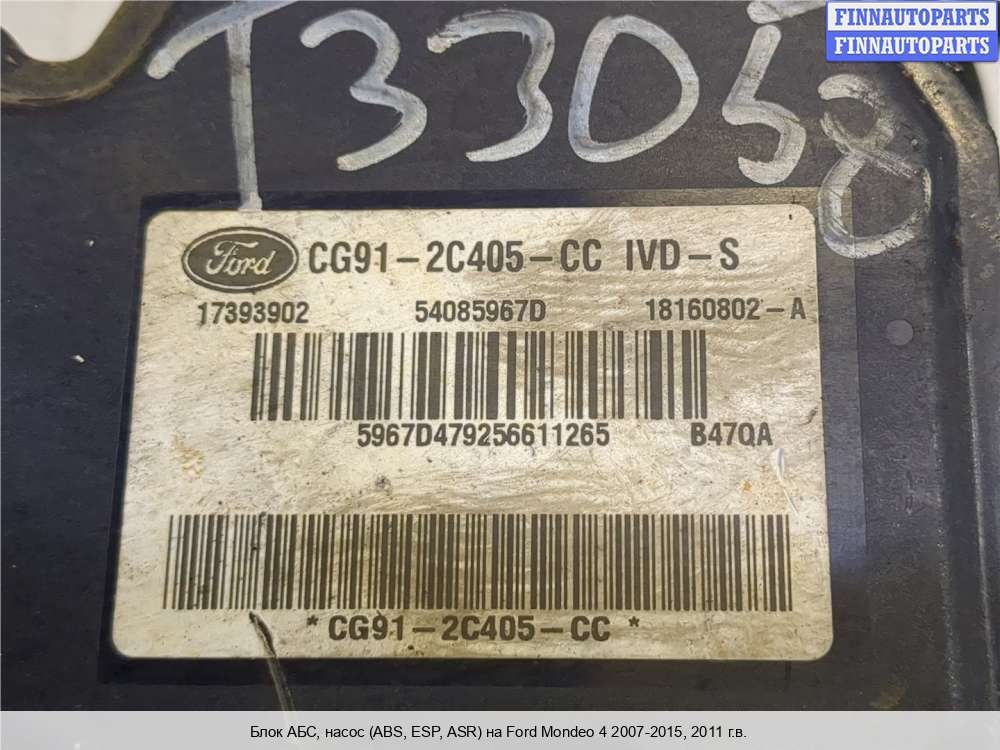 FINNAUTOPARTS
FINNAUTOPARTS
T33058
Ford CG91-2C405-CC IVD-S
17393902 54085967D 18160802-A
5967D479256611265 B47QA
*CG91-2C405-CC*
Блок АБС, насос (ABS, ESP, ASR) на Ford Mondeo 4 2007-2015, 2011 г.в.